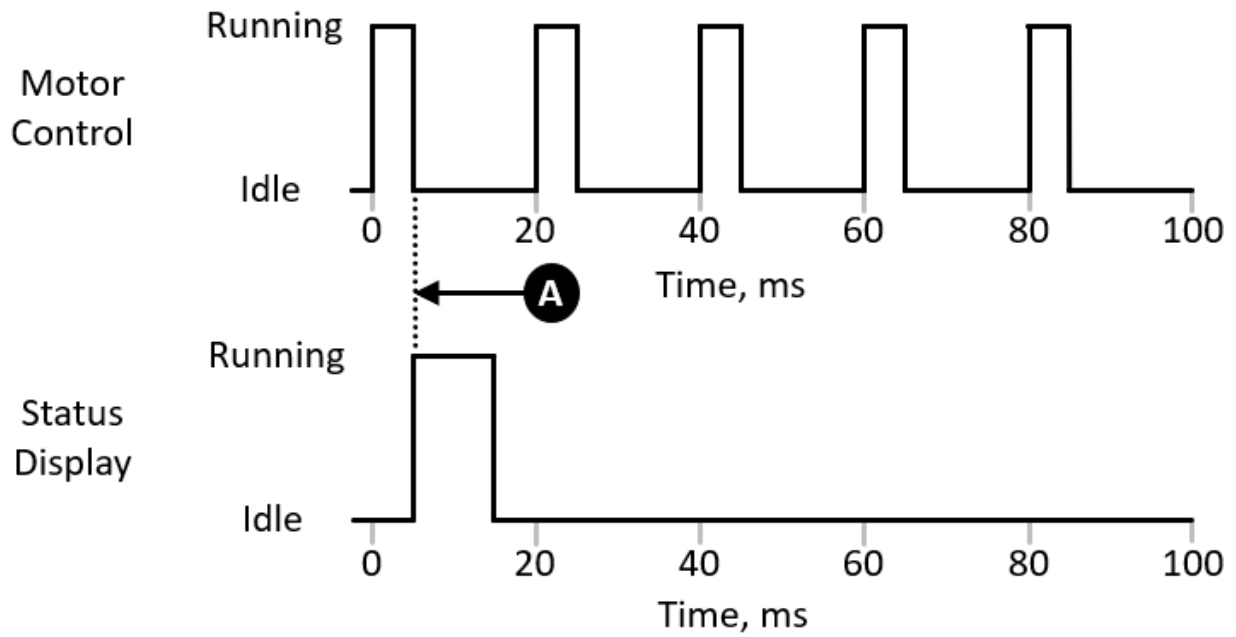 Running
Motor
Control
Idle
0 20 40 60 80 100
Time, ms
A
Running
Status
Display
Idle
0 20 40 60 80 100
Time, ms